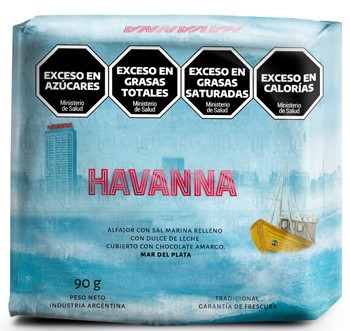 HAVANNA
EXCESO EN
AZÚCARES
Ministerio
de Salud
EXCESO EN
GRASAS
TOTALES
Ministerio
de Salud
EXCESO EN
GRASAS
SATURADAS
Ministerio
de Salud
EXCESO EN
CALORÍAS
Ministerio
de Salud
HAVANNA
HAVANNA
ALFAJOR CON SAL MARINA RELLENO
CON DULCE DE LECHE
CUBIERTO CON CHOCOLATE AMARGO.
MAR DEL PLATA
90 g
PESO NETO
INDUSTRIA ARGENTINA
TRADICIONAL
GARANTÍA DE FRESCURA